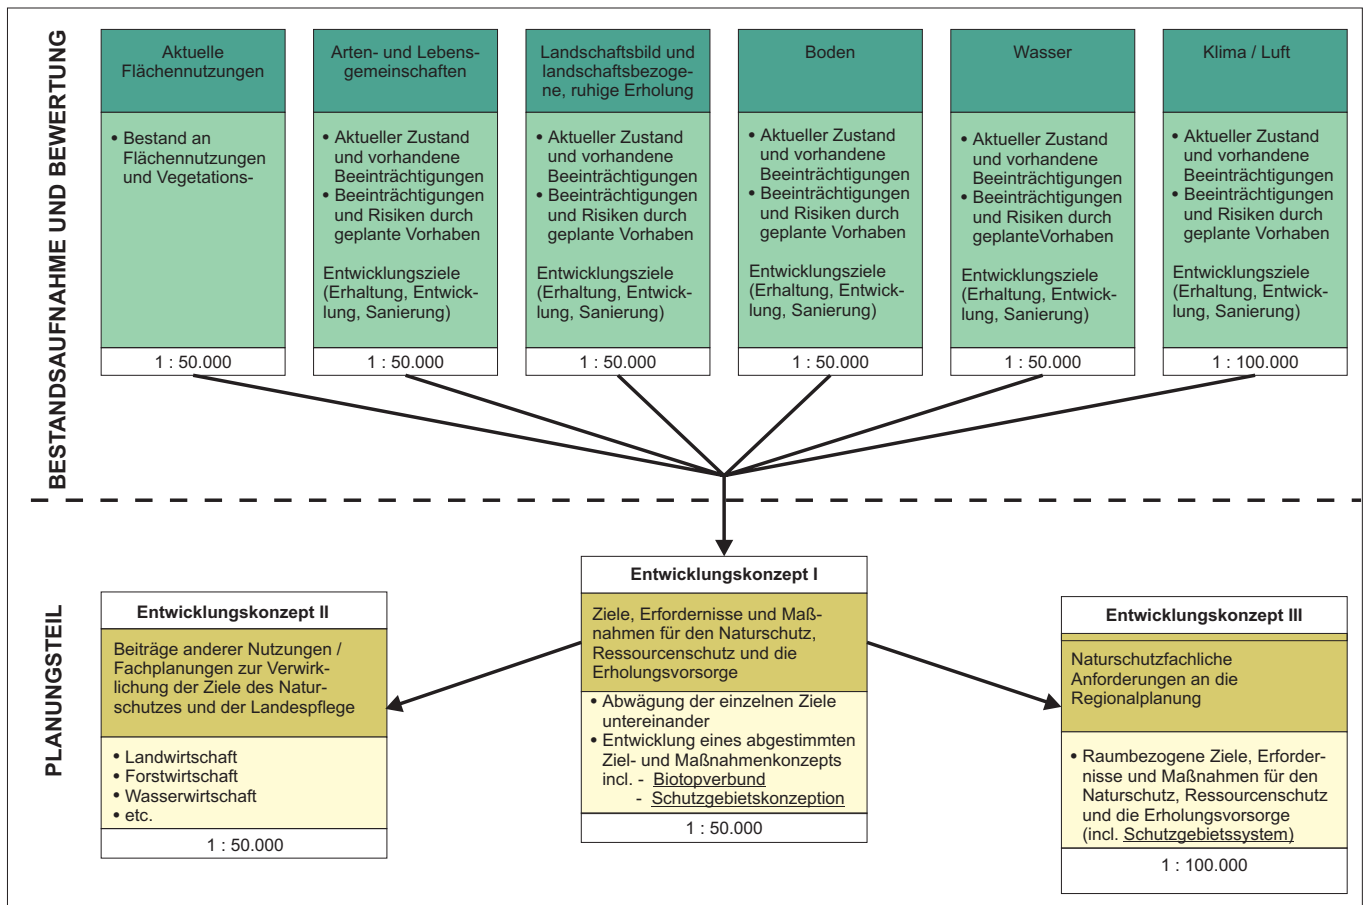 BESTANDSAUFNAHME UND BEWERTUNG
Aktuelle
Flächennutzungen
• Bestand an
Flächennutzungen
und Vegetations-
1 : 50.000
Arten- und Lebens-
gemeinschaften
• Aktueller Zustand
und vorhandene
Beeinträchtigungen
• Beeinträchtigungen
und Risiken durch
geplante Vorhaben
Entwicklungsziele
(Erhaltung, Entwick-
lung, Sanierung)
1 : 50.000
Landschaftsbild und
landschaftsbezoge-
ne, ruhige Erholung
• Aktueller Zustand
und vorhandene
Beeinträchtigungen
• Beeinträchtigungen
und Risiken durch
geplante Vorhaben
Entwicklungsziele
(Erhaltung, Entwick-
lung, Sanierung)
1 : 50.000
Boden
• Aktueller Zustand
und vorhandene
Beeinträchtigungen
• Beeinträchtigungen
und Risiken durch
geplante Vorhaben
Entwicklungsziele
(Erhaltung, Entwick-
lung, Sanierung)
1 : 50.000
Wasser
• Aktueller Zustand
und vorhandene
Beeinträchtigungen
• Beeinträchtigungen
und Risiken durch
geplanteVorhaben
Entwicklungsziele
(Erhaltung, Entwick-
lung, Sanierung)
1 : 50.000
Klima / Luft
• Aktueller Zustand
und vorhandene
Beeinträchtigungen
• Beeinträchtigungen
und Risiken durch
geplante Vorhaben
Entwicklungsziele
(Erhaltung, Entwick-
lung, Sanierung)
1 : 100.000
PLANUNGSTEIL
Entwicklungskonzept II
Beiträge anderer Nutzungen /
Fachplanungen zur Verwirk-
lichung der Ziele des Natur-
schutzes und der Landespflege
• Landwirtschaft
• Forstwirtschaft
• Wasserwirtschaft
• etc.
1 : 50.000
Entwicklungskonzept I
Ziele, Erfordernisse und Maß-
nahmen für den Naturschutz,
Ressourcenschutz und die
Erholungsvorsorge
• Abwägung der einzelnen Ziele
untereinander
• Entwicklung eines abgestimmten
Ziel- und Maßnahmenkonzepts
incl. - Biotopverbund
- Schutzgebietskonzeption
1 : 50.000
Entwicklungskonzept III
Naturschutzfachliche
Anforderungen an die
Regionalplanung
• Raumbezogene Ziele, Erforder-
nisse und Maßnahmen für den
Naturschutz, Ressourcenschutz
und die Erholungsvorsorge
(incl. Schutzgebietssystem)
1 : 100.000